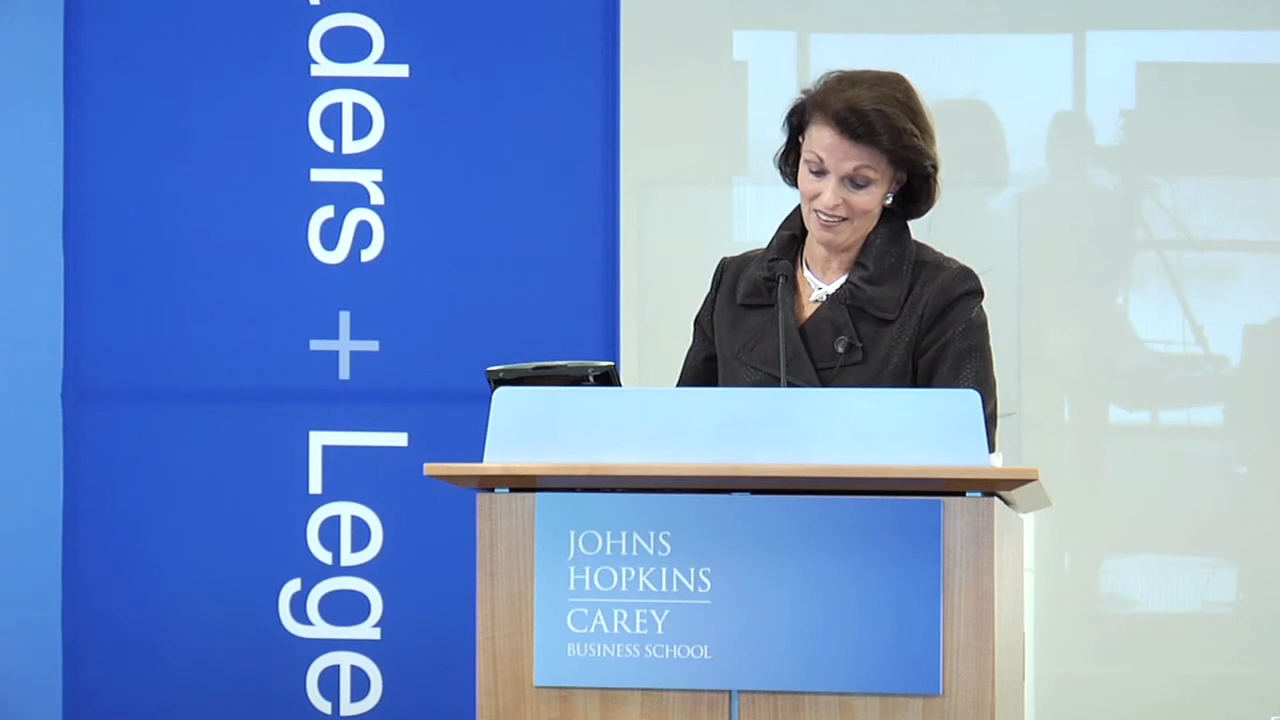 ders + Lege
JOHNS
HOPKINS
CAREY
BUSINESS SCHOOL